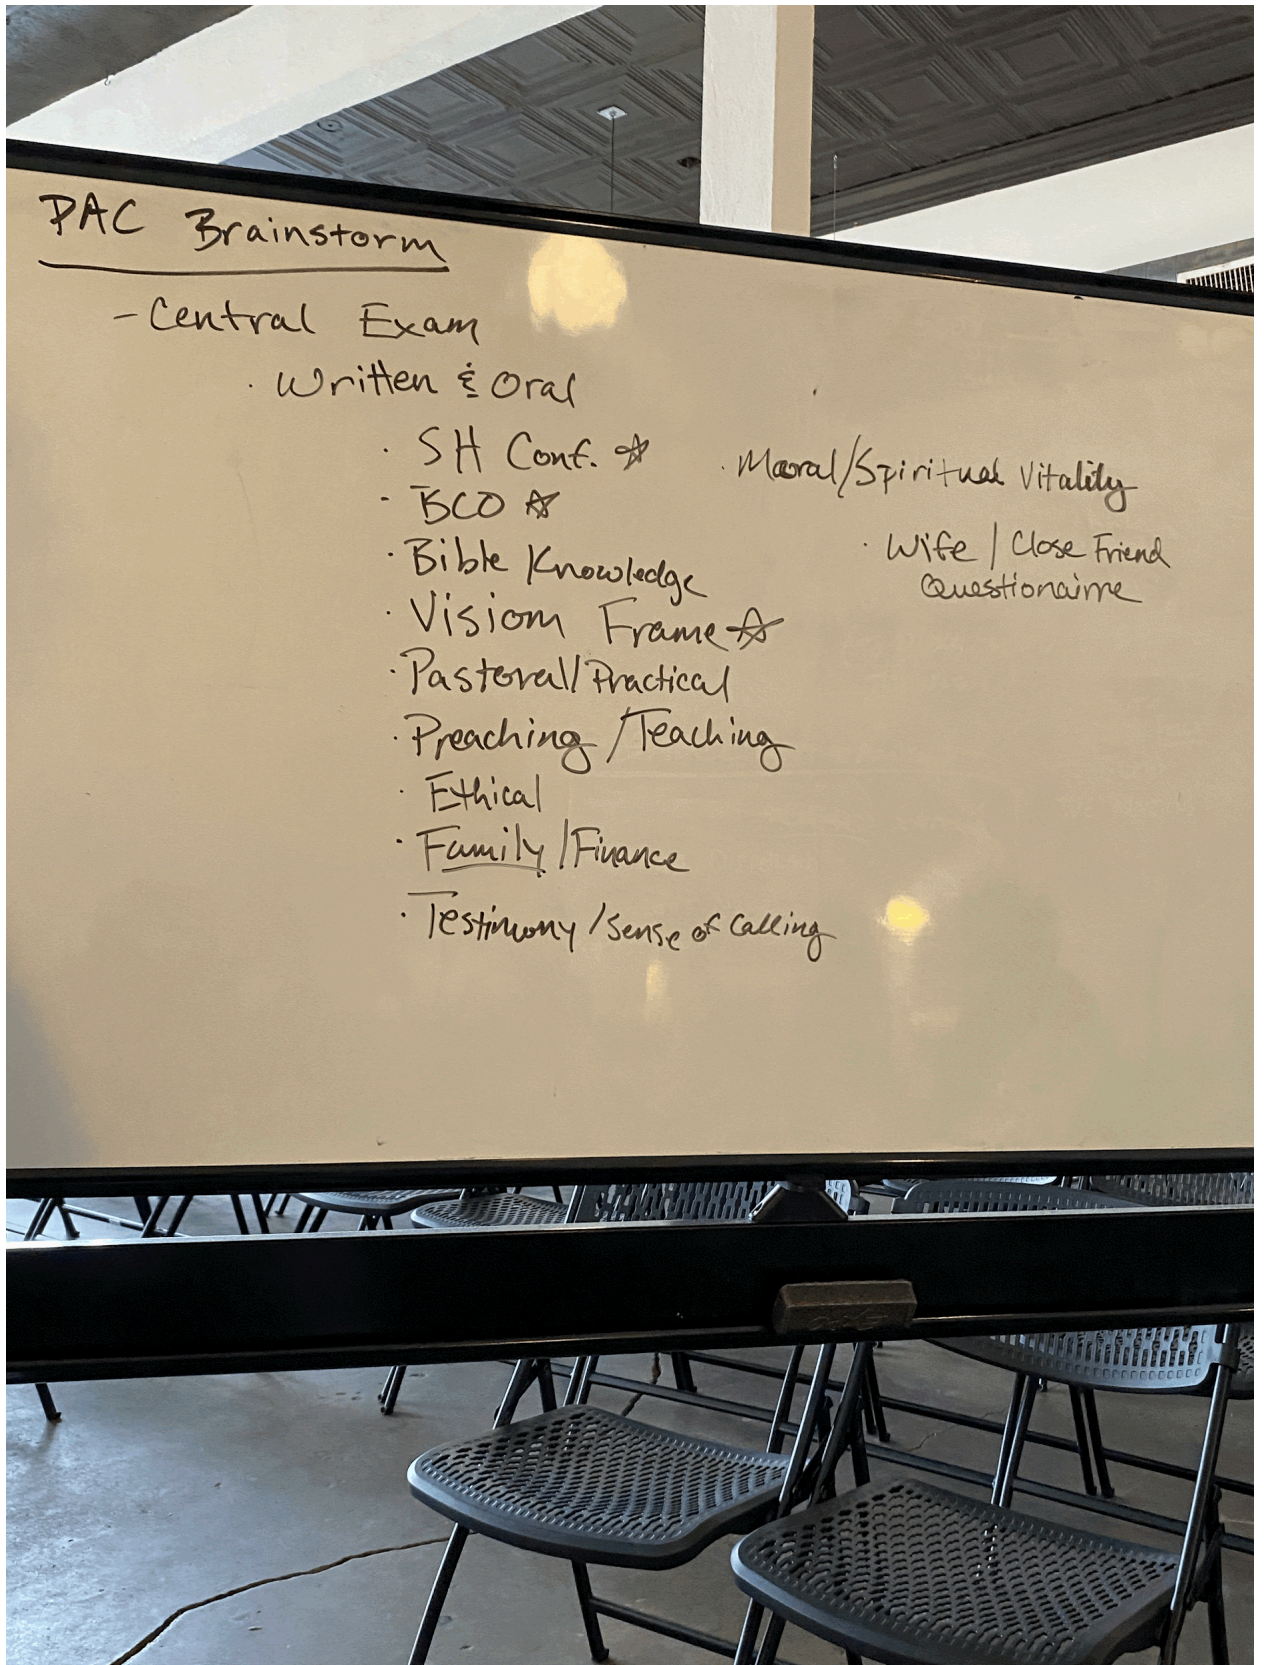 PAC Brainstorm
- Central Exam
· Written & Oral
· SH Conf. ☆
· BCO ☆
· Bible Knowledge
· Vision Frame ☆
· Pastoral/Practical
· Preaching/Teaching
· Ethical
· Family/Finance
· Testimony/Sense of Calling
· Moral/Spiritual Vitality
· Wife/Close Friend
Questionairre